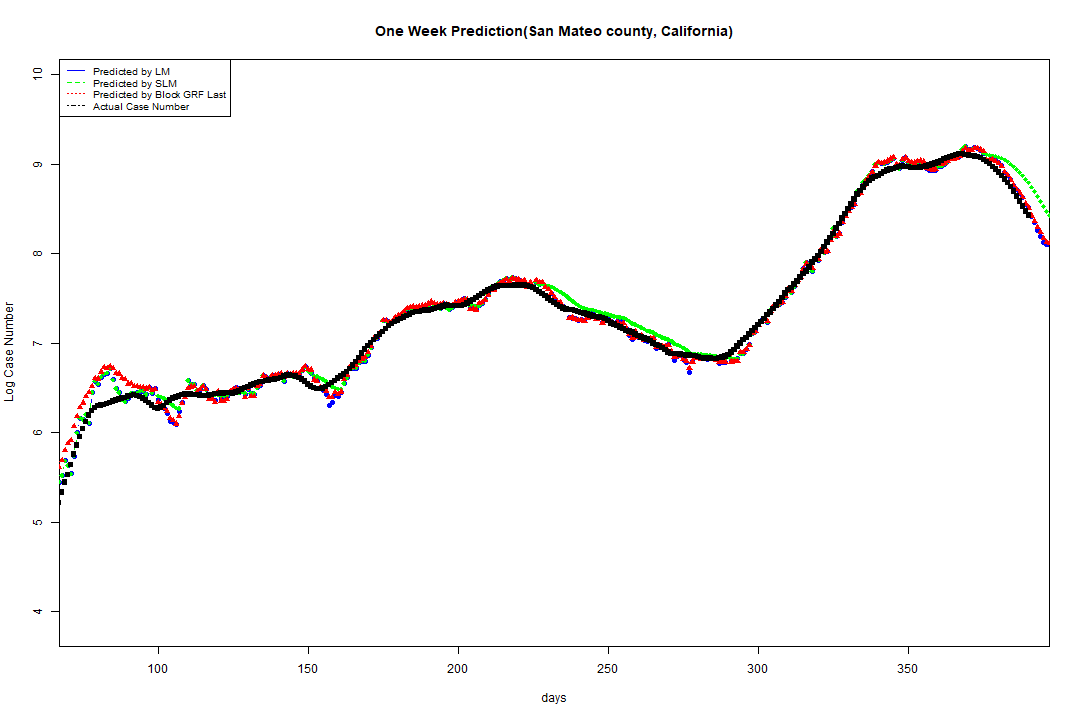 One Week Prediction(San Mateo county, California)
Predicted by LM
Predicted by SLM
Predicted by Block GRF Last
Actual Case Number
10
9
8
7
6
5
4
Log Case Number
100 150 200 250 300 350
days